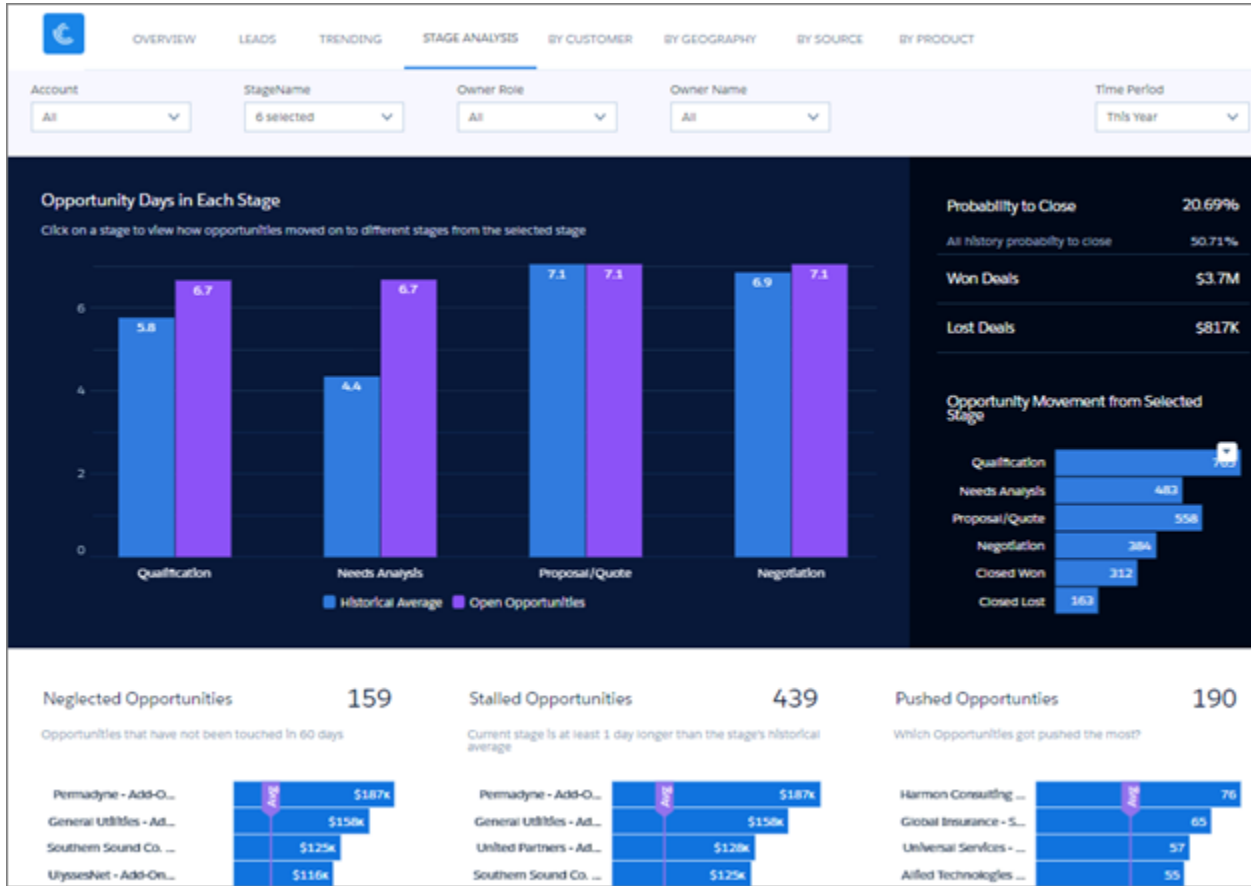 OVERVIEW LEADS TRENDING STAGE ANALYSIS BY CUSTOMER BY GEOGRAPHY BY SOURCE BY PRODUCT
Account StageName Owner Role Owner Name Time Period
All 6 selected All All This Year
Opportunity Days in Each Stage
Click on a stage to view how opportunities moved on to different stages from the selected stage
7.1 7.1 6.9 7.1
6.7 6.7
6
5.8
4.4
4
2
0
Qualification Needs Analysis Proposal/Quote Negotiation
Historical Average Open Opportunities
Probability to Close 20.69%
All history probabilty to close 50.71%
Won Deals $3.7M
Lost Deals $817K
Opportunity Movement from Selected
Stage
Qualification
Needs Analysis 483
Proposal/Quote 558
Negotiation 384
Closed Won 312
Closed Lost 163
Neglected Opportunities 159
Opportunities that have not been touched in 60 days
Permadyne - Add-O... $187K
General Utilities - Ad... $158K
Southern Sound Co. ... $125K
UlyssesNet - Add-On... $116K
Avg
Stalled Opportunities 439
Current stage is at least 1 day longer than the stage's historical
average
Permadyne - Add-O... $187K
General Utilities - Ad... $158K
United Partners - Ad... $128K
Southern Sound Co. ... $125K
Avg
Pushed Opportunties 190
Which Opportunities got pushed the most?
Harmon Consulting ... 76
Global Insurance - S... 65
Universal Services - ... 57
Allied Technologies ... 55
Avg